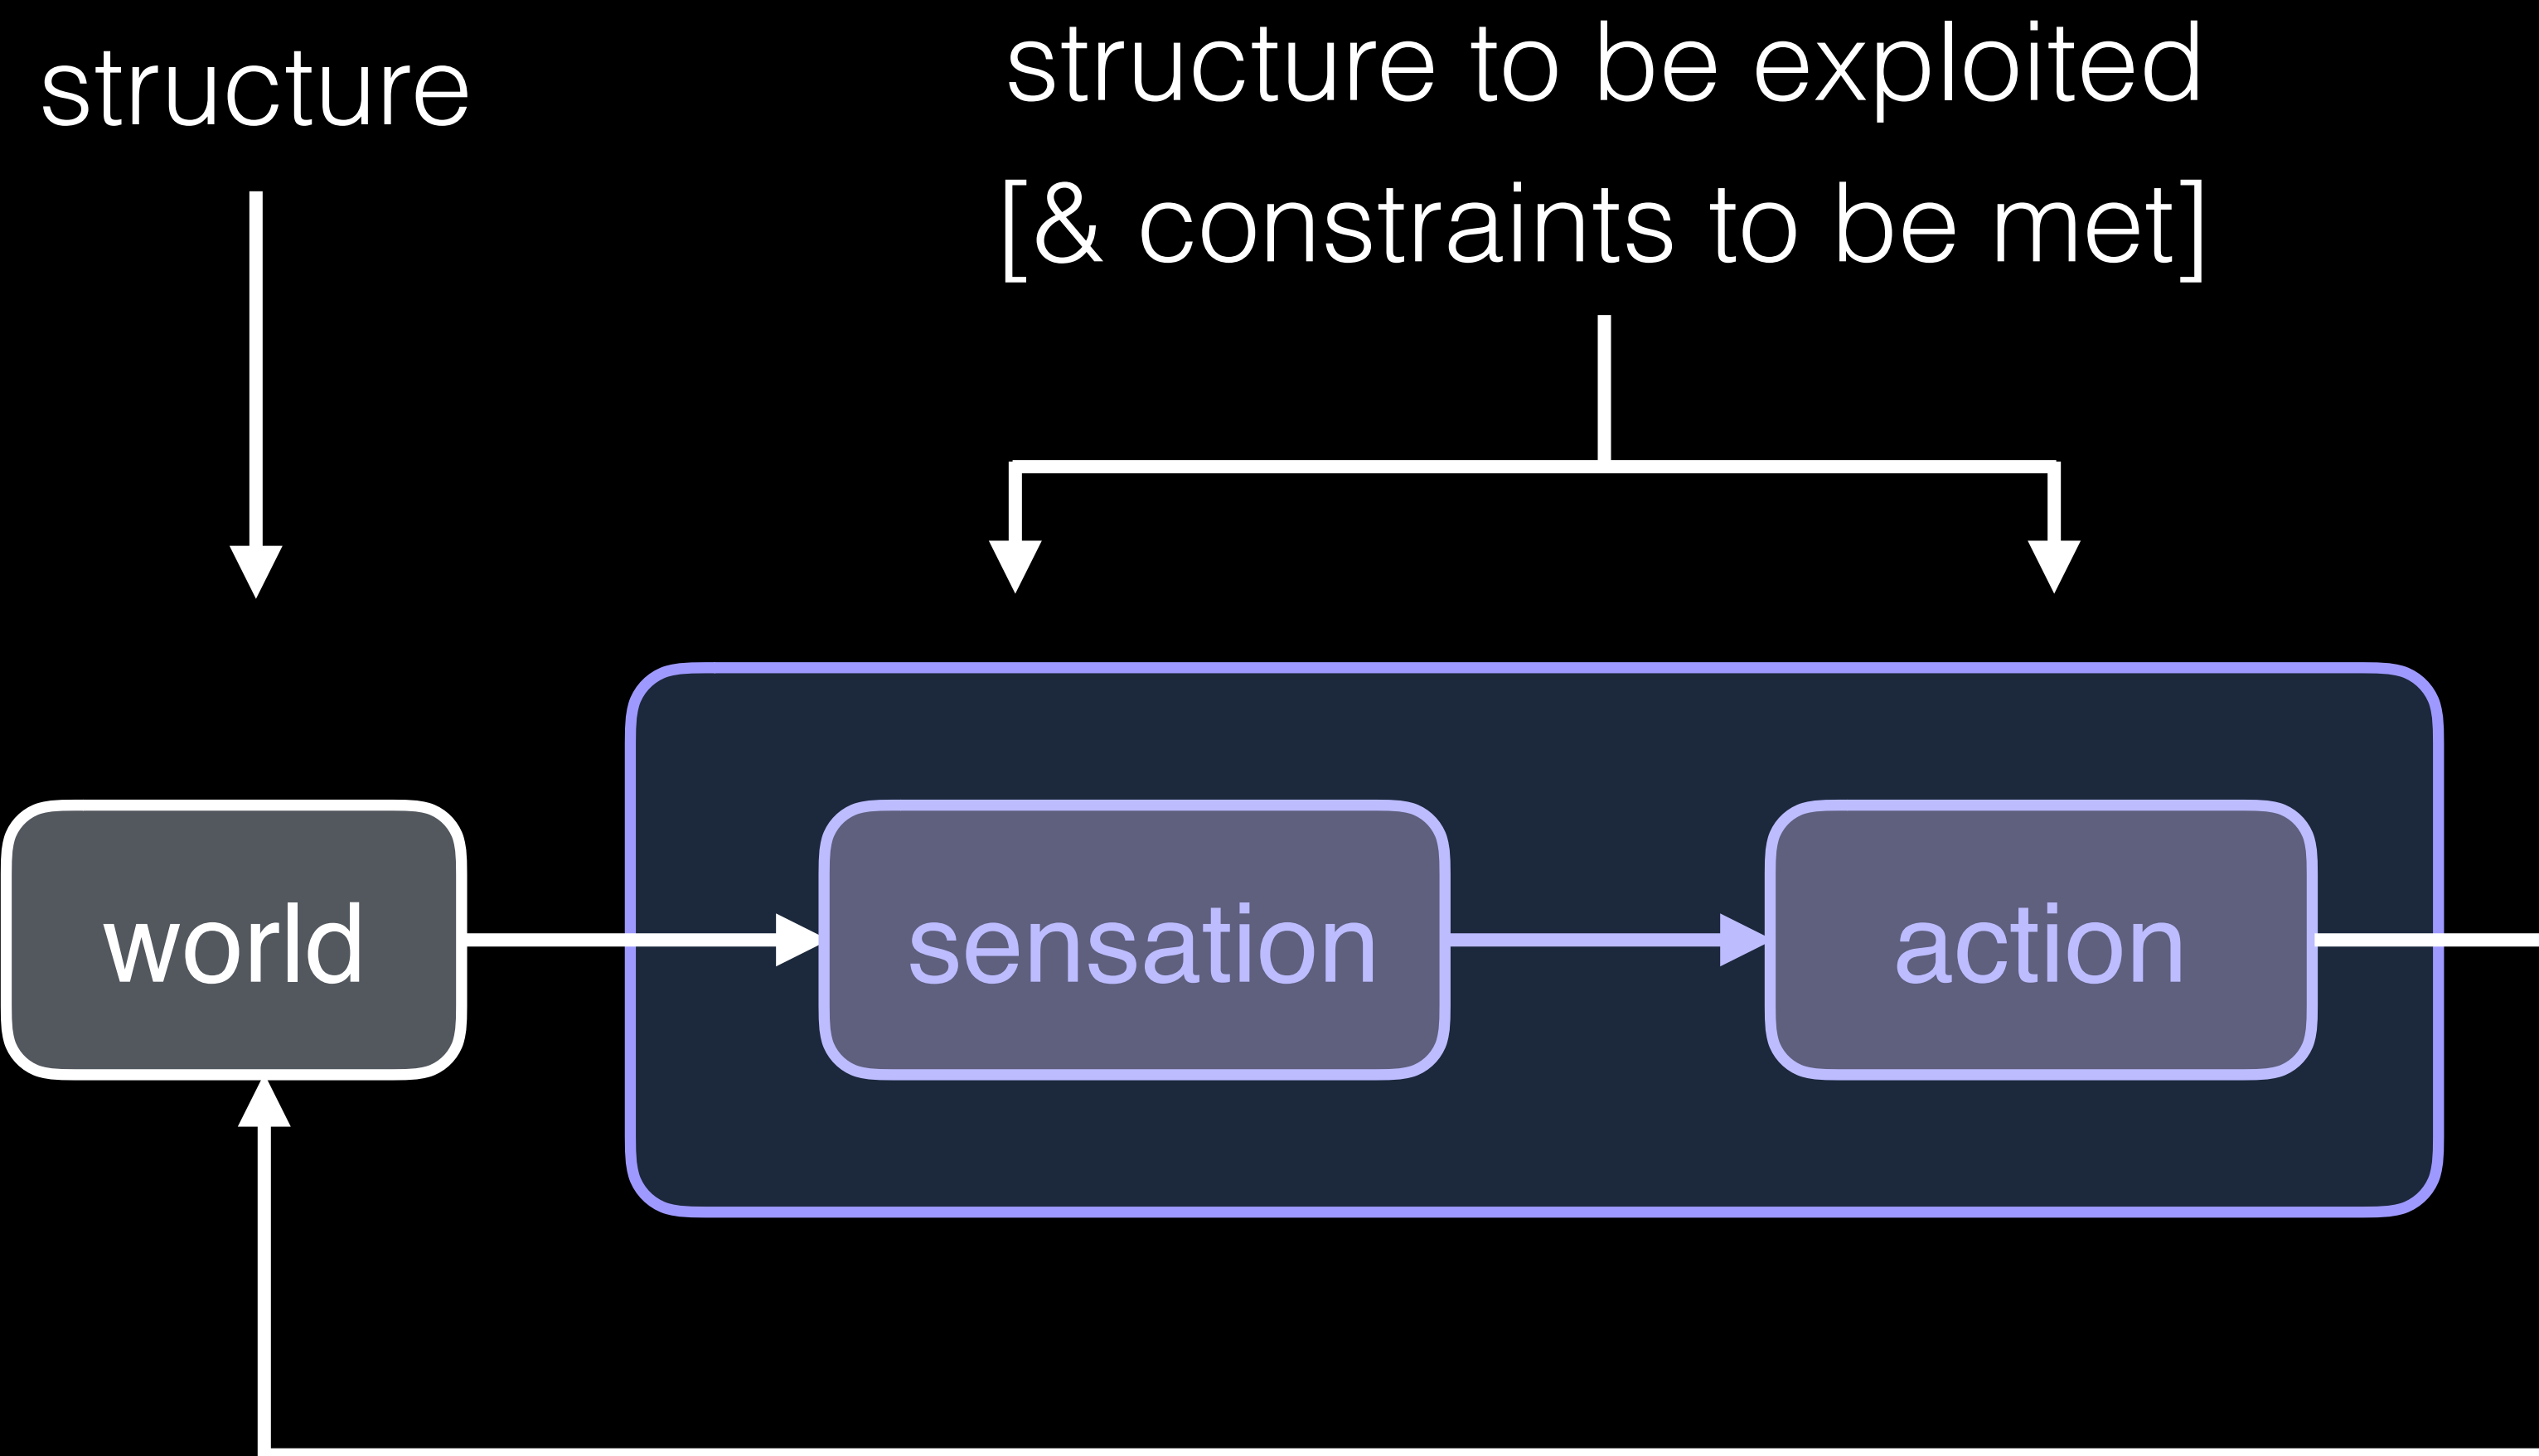 structure
structure to be exploited
[& constraints to be met]
world
sensation
action